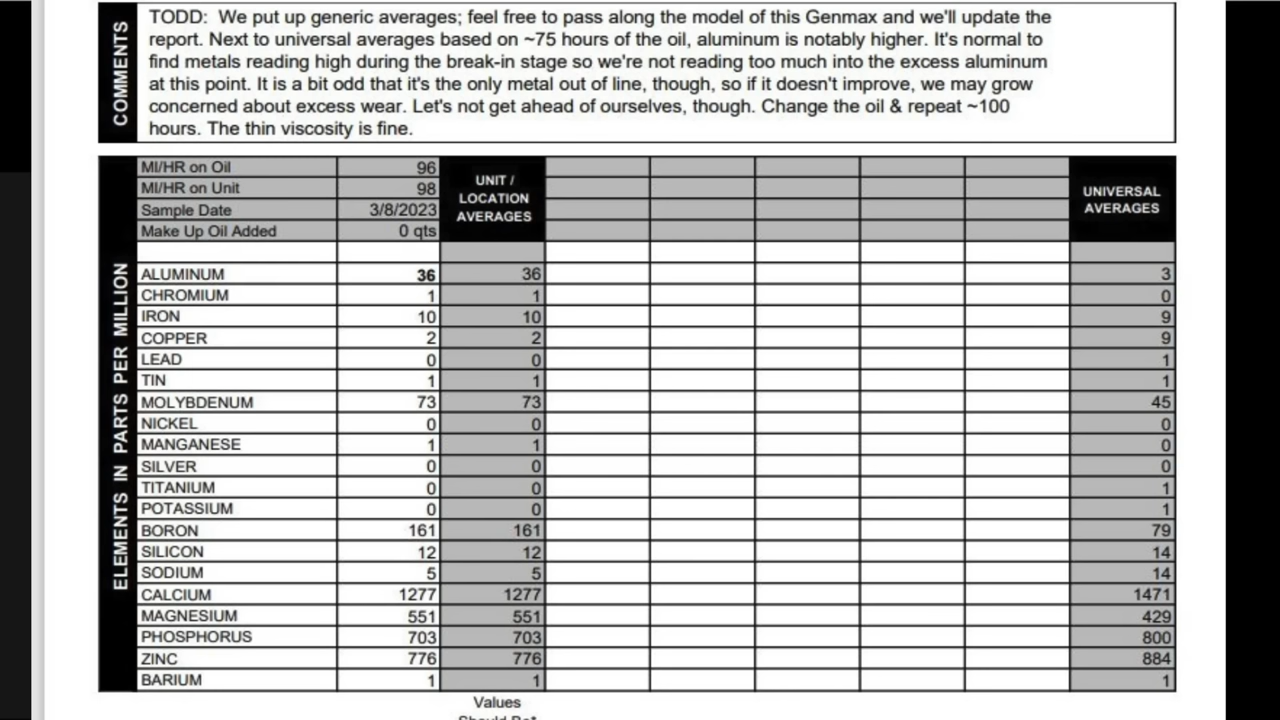 COMMENTS
TODD: We put up generic averages; feel free to pass along the model of this Genmax and we'll update the
report. Next to universal averages based on ~75 hours of the oil, aluminum is notably higher. It's normal to
find metals reading high during the break-in stage so we're not reading too much into the excess aluminum
at this point. It is a bit odd that it's the only metal out of line, though, so if it doesn't improve, we may grow
concerned about excess wear. Let's not get ahead of ourselves, though. Change the oil & repeat ~100
hours. The thin viscosity is fine.
MI/HR on Oil 96
MI/HR on Unit 98
Sample Date 3/8/2023
Make Up Oil Added 0 qts
UNIT /
LOCATION
AVERAGES
UNIVERSAL
AVERAGES
ELEMENTS IN PARTS PER MILLION
ALUMINUM 36 36 3
CHROMIUM 1 1 0
IRON 10 10 9
COPPER 2 2 9
LEAD 0 0 1
TIN 1 1 1
MOLYBDENUM 73 73 45
NICKEL 0 0 0
MANGANESE 1 1 0
SILVER 0 0 0
TITANIUM 0 0 1
POTASSIUM 0 0 1
BORON 161 161 79
SILICON 12 12 14
SODIUM 5 5 14
CALCIUM 1277 1277 1471
MAGNESIUM 551 551 429
PHOSPHORUS 703 703 800
ZINC 776 776 884
BARIUM 1 1 1
Values
Should Be*